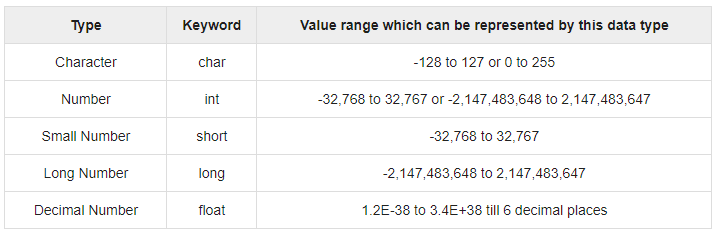 Type Keyword Value range which can be represented by this data type
Character char -128 to 127 or 0 to 255
Number int -32,768 to 32,767 or -2,147,483,648 to 2,147,483,647
Small Number short -32,768 to 32,767
Long Number long -2,147,483,648 to 2,147,483,647
Decimal Number float 1.2E-38 to 3.4E+38 till 6 decimal places